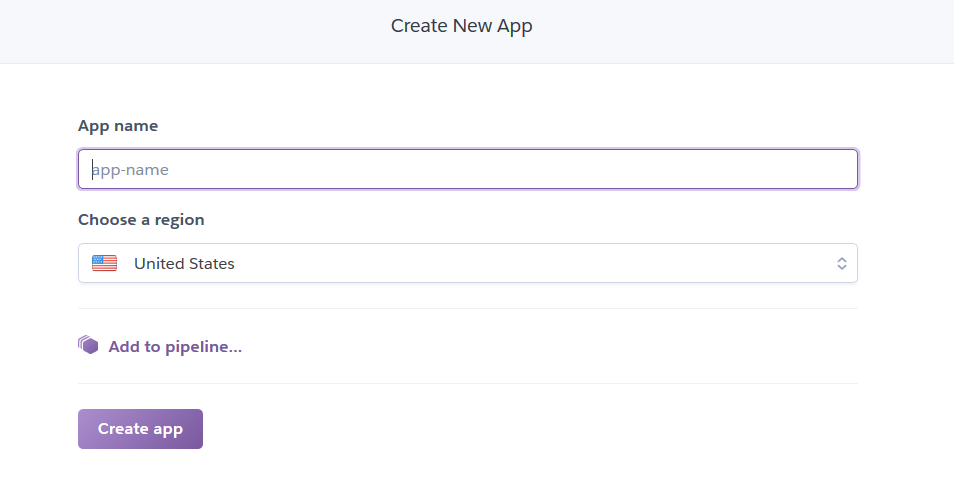 Create New App
App name
app-name
Choose a region
United States
Add to pipeline...
Create app